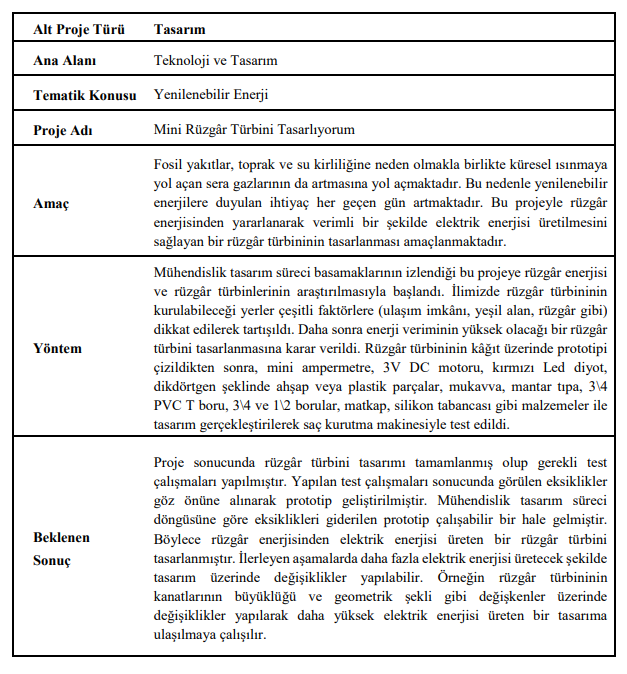 Alt Proje Türü Tasarım
Ana Alanı Teknoloji ve Tasarım
Tematik Konusu Yenilenebilir Enerji
Proje Adı Mini Rüzgâr Türbini Tasarlıyorum
Amaç
Fosil yakıtlar, toprak ve su kirliliğine neden olmakla birlikte küresel ısınmaya
yol açan sera gazlarının da artmasına yol açmaktadır. Bu nedenle yenilenebilir
enerjilere duyulan ihtiyaç her geçen gün artmaktadır. Bu projeyle rüzgâr
enerjisinden yararlanarak verimli bir şekilde elektrik enerjisi üretilmesini
sağlayan bir rüzgâr türbininin tasarlanması amaçlanmaktadır.
Yöntem
Mühendislik tasarım süreci basamaklarının izlendiği bu projeye rüzgâr enerjisi
ve rüzgâr türbinlerinin araştırılmasıyla başlandı. İlimizde rüzgâr türbininin
kurulabileceği yerler çeşitli faktörlere (ulaşım imkânı, yeşil alan, rüzgâr gibi)
dikkat edilerek tartışıldı. Daha sonra enerji veriminin yüksek olacağı bir rüzgâr
türbini tasarlanmasına karar verildi. Rüzgâr türbininin kâğıt üzerinde prototipi
çizildikten sonra, mini ampermetre, 3V DC motoru, kırmızı Led diyot,
dikdörtgen şeklinde ahşap veya plastik parçalar, mukavva, mantar tıpa, 3\4
PVC T boru, 3\4 ve 1\2 borular, matkap, silikon tabancası gibi malzemeler ile
tasarım gerçekleştirilerek saç kurutma makinesiyle test edildi.
Beklenen
Sonuç
Proje sonucunda rüzgâr türbini tasarımı tamamlanmış olup gerekli test
çalışmaları yapılmıştır. Yapılan test çalışmaları sonucunda görülen eksiklikler
göz önüne alınarak prototip geliştirilmiştir. Mühendislik tasarım süreci
döngüsüne göre eksiklikleri giderilen prototip çalışabilir bir hale gelmiştir.
Böylece rüzgâr enerjisinden elektrik enerjisi üreten bir rüzgâr türbini
tasarlanmıştır. İlerleyen aşamalarda daha fazla elektrik enerjisi üretecek şekilde
tasarım üzerinde değişiklikler yapılabilir. Örneğin rüzgâr türbininin
kanatlarının büyüklüğü ve geometrik şekli gibi değişkenler üzerinde
değişiklikler yapılarak daha yüksek elektrik enerjisi üreten bir tasarıma
ulaşılmaya çalışılır.